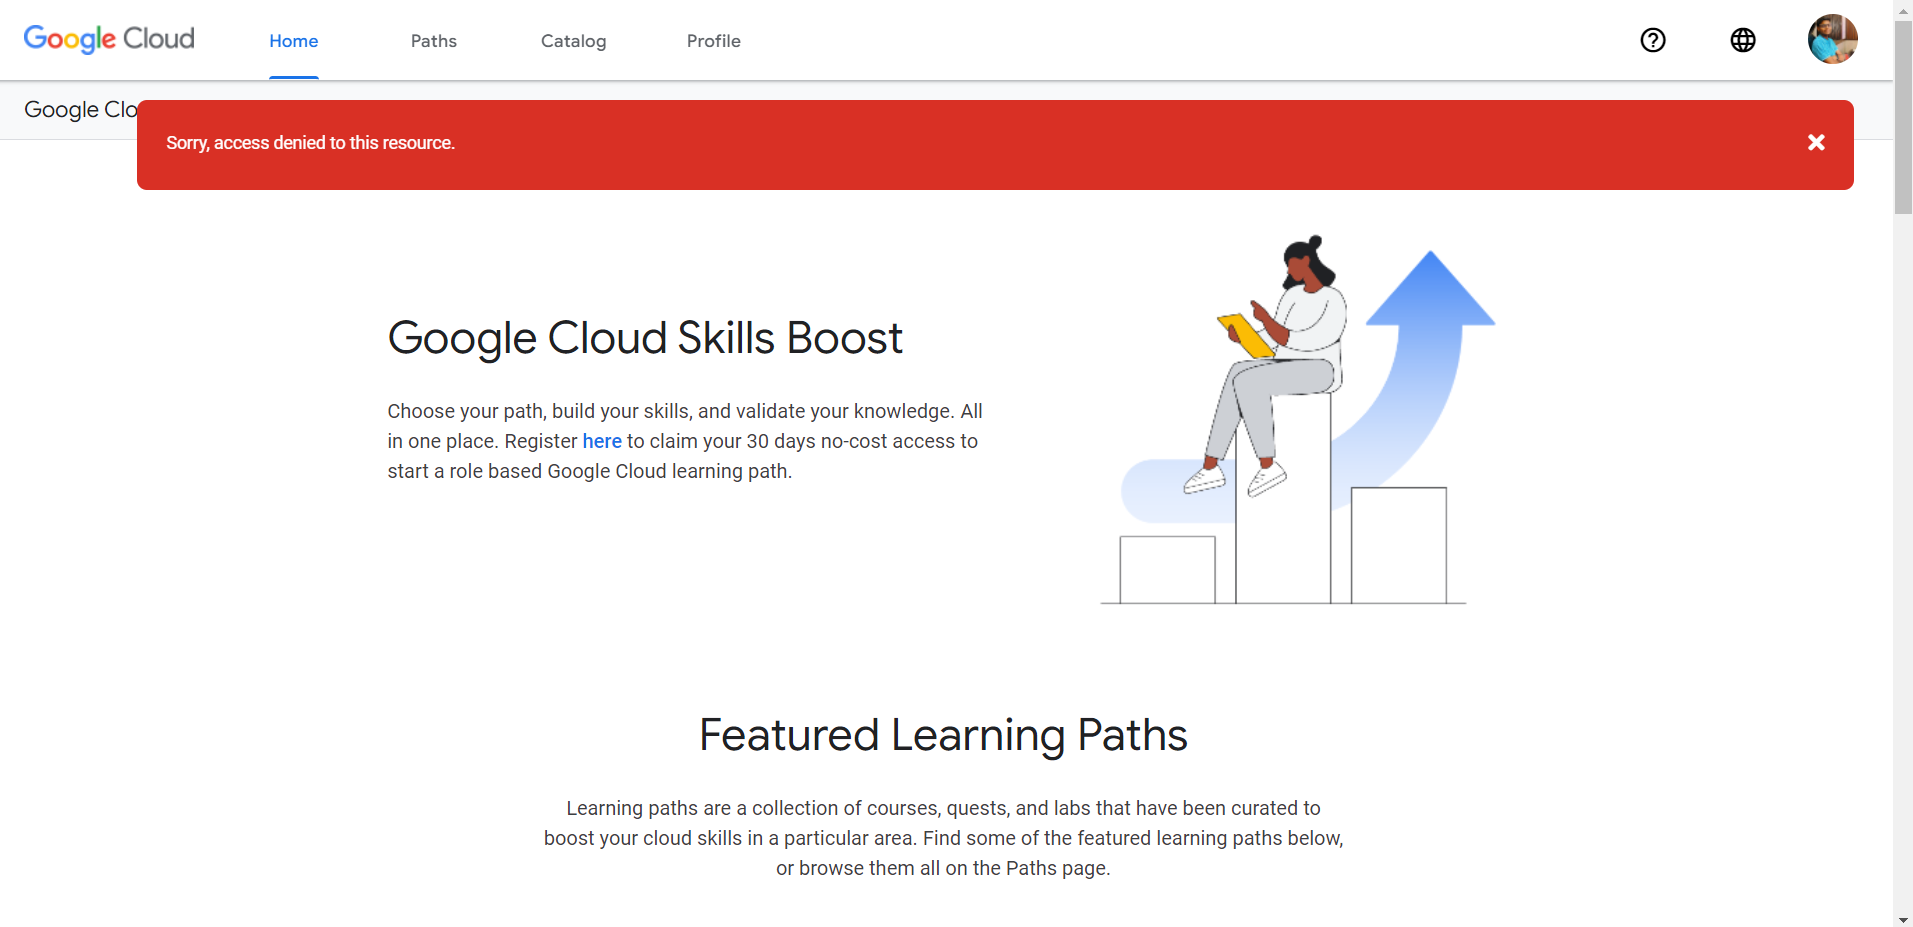 Google Cloud
Home
Paths
Catalog
Profile
Google Clo
Sorry, access denied to this resource.
Google Cloud Skills Boost
Choose your path, build your skills, and validate your knowledge. All
in one place. Register here to claim your 30 days no-cost access to
start a role based Google Cloud learning path.
Featured Learning Paths
Learning paths are a collection of courses, quests, and labs that have been curated to
boost your cloud skills in a particular area. Find some of the featured learning paths below,
or browse them all on the Paths page.